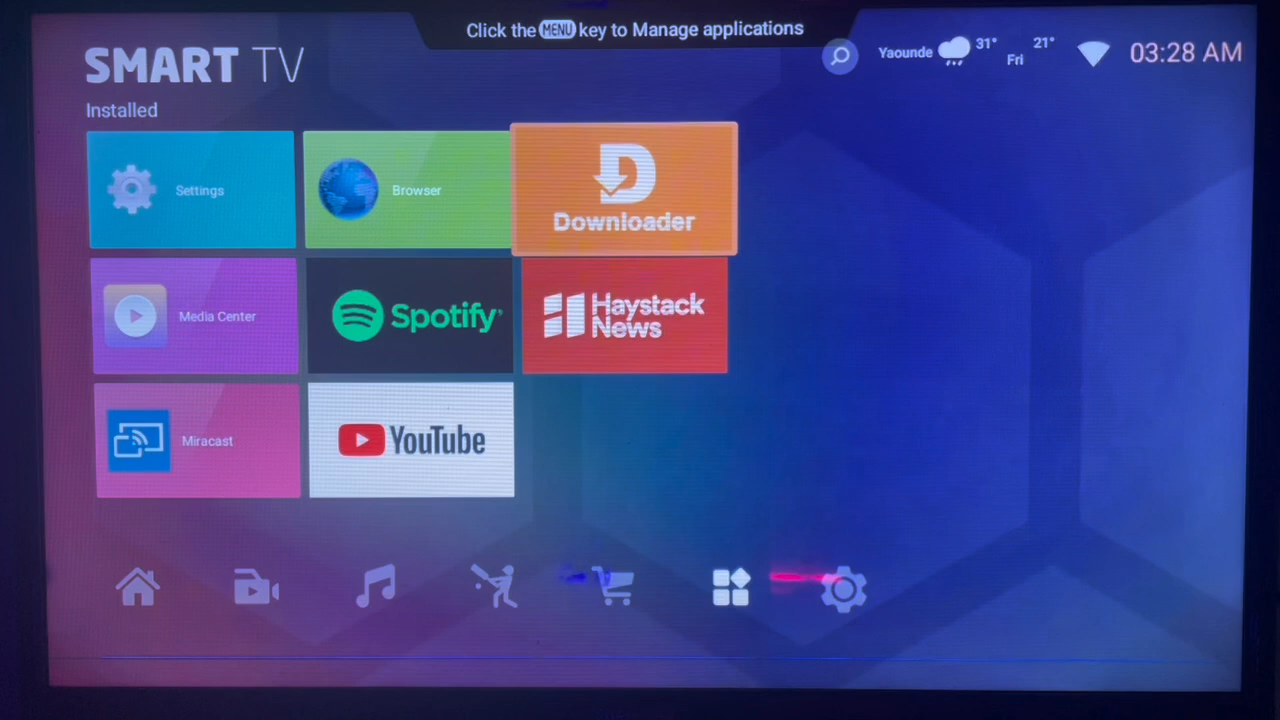 Click the MENU key to Manage applications
SMART TV
Yaounde 31° Fri 21° 03:28 AM
Installed
Settings
Browser
Downloader
Media Center
Spotify
Haystack
News
Miracast
YouTube